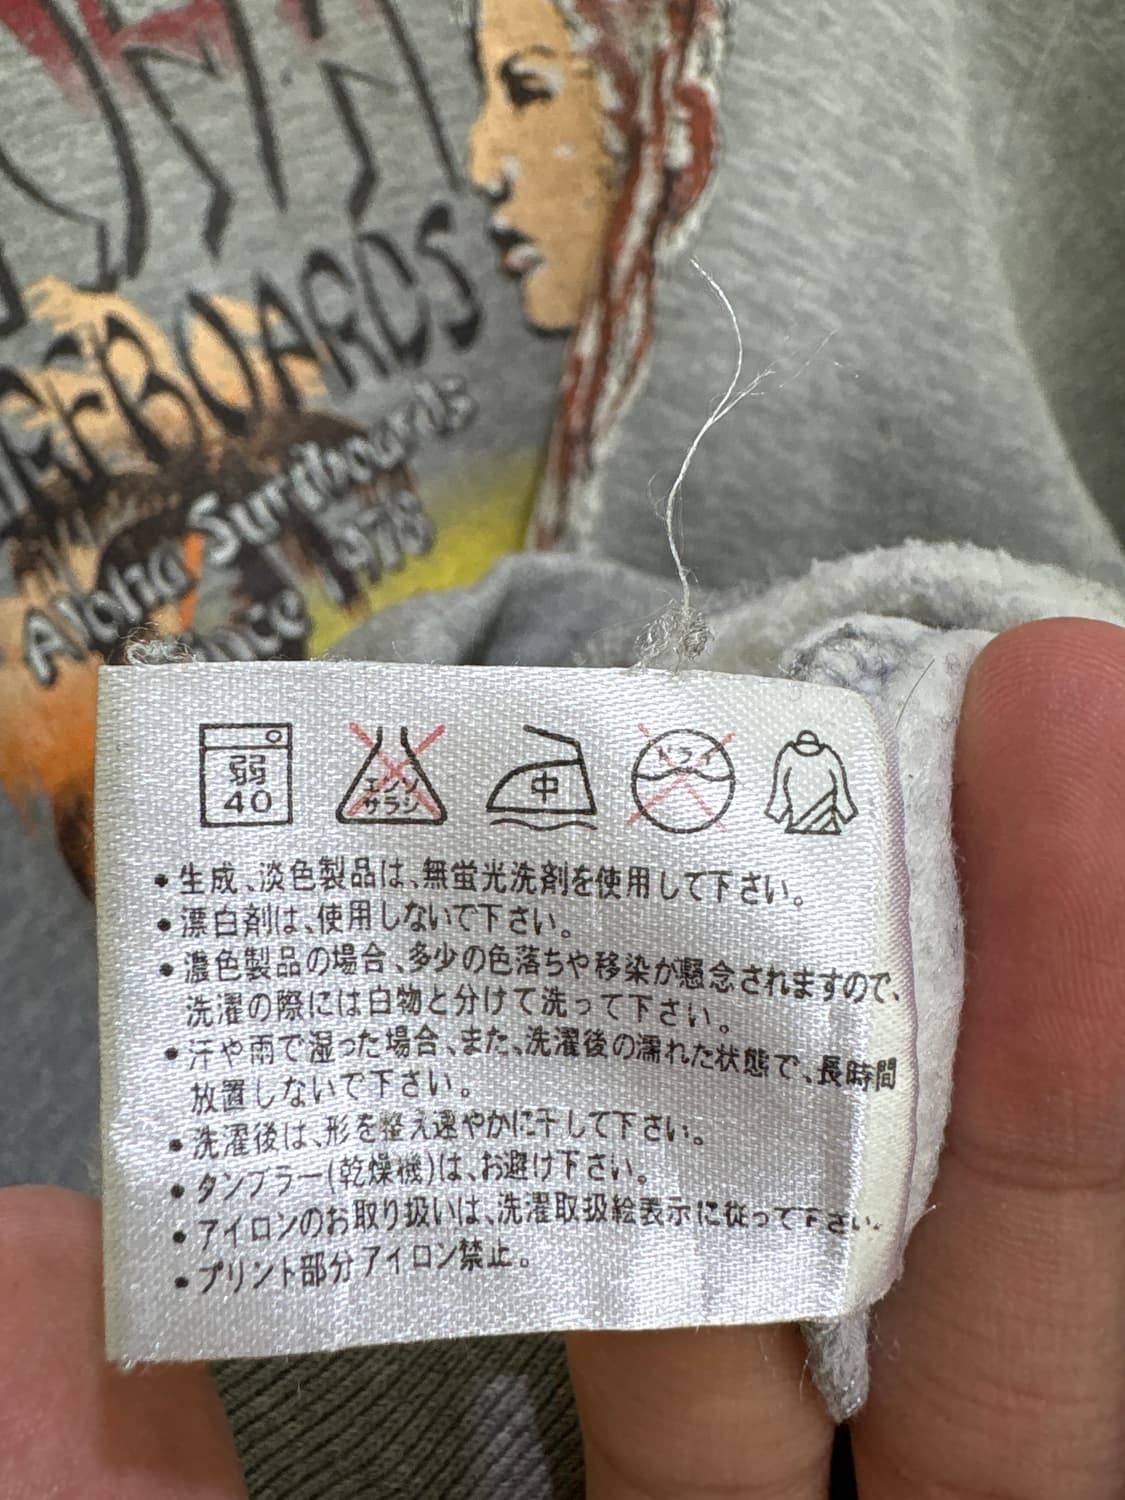 SURFBOARDS
Aloha Surfboards
Since 1978
弱
40
エンソ
サラシ
中
ドライ
• 生成、淡色製品は、無蛍光洗剤を使用して下さい。
• 漂白剤は、使用しないで下さい。
• 濃色製品の場合、多少の色落ちや移染が懸念されますので、
洗濯の際には白物と分けて洗って下さい。
• 汗や雨で湿った場合、また、洗濯後の濡れた状態で、長時間
放置しないで下さい。
• 洗濯後は、形を整え速やかに干して下さい。
• タンブラー(乾燥機)は、お避け下さい。
• アイロンのお取り扱いは、洗濯取扱絵表示に従って下さい。
• プリント部分アイロン禁止。